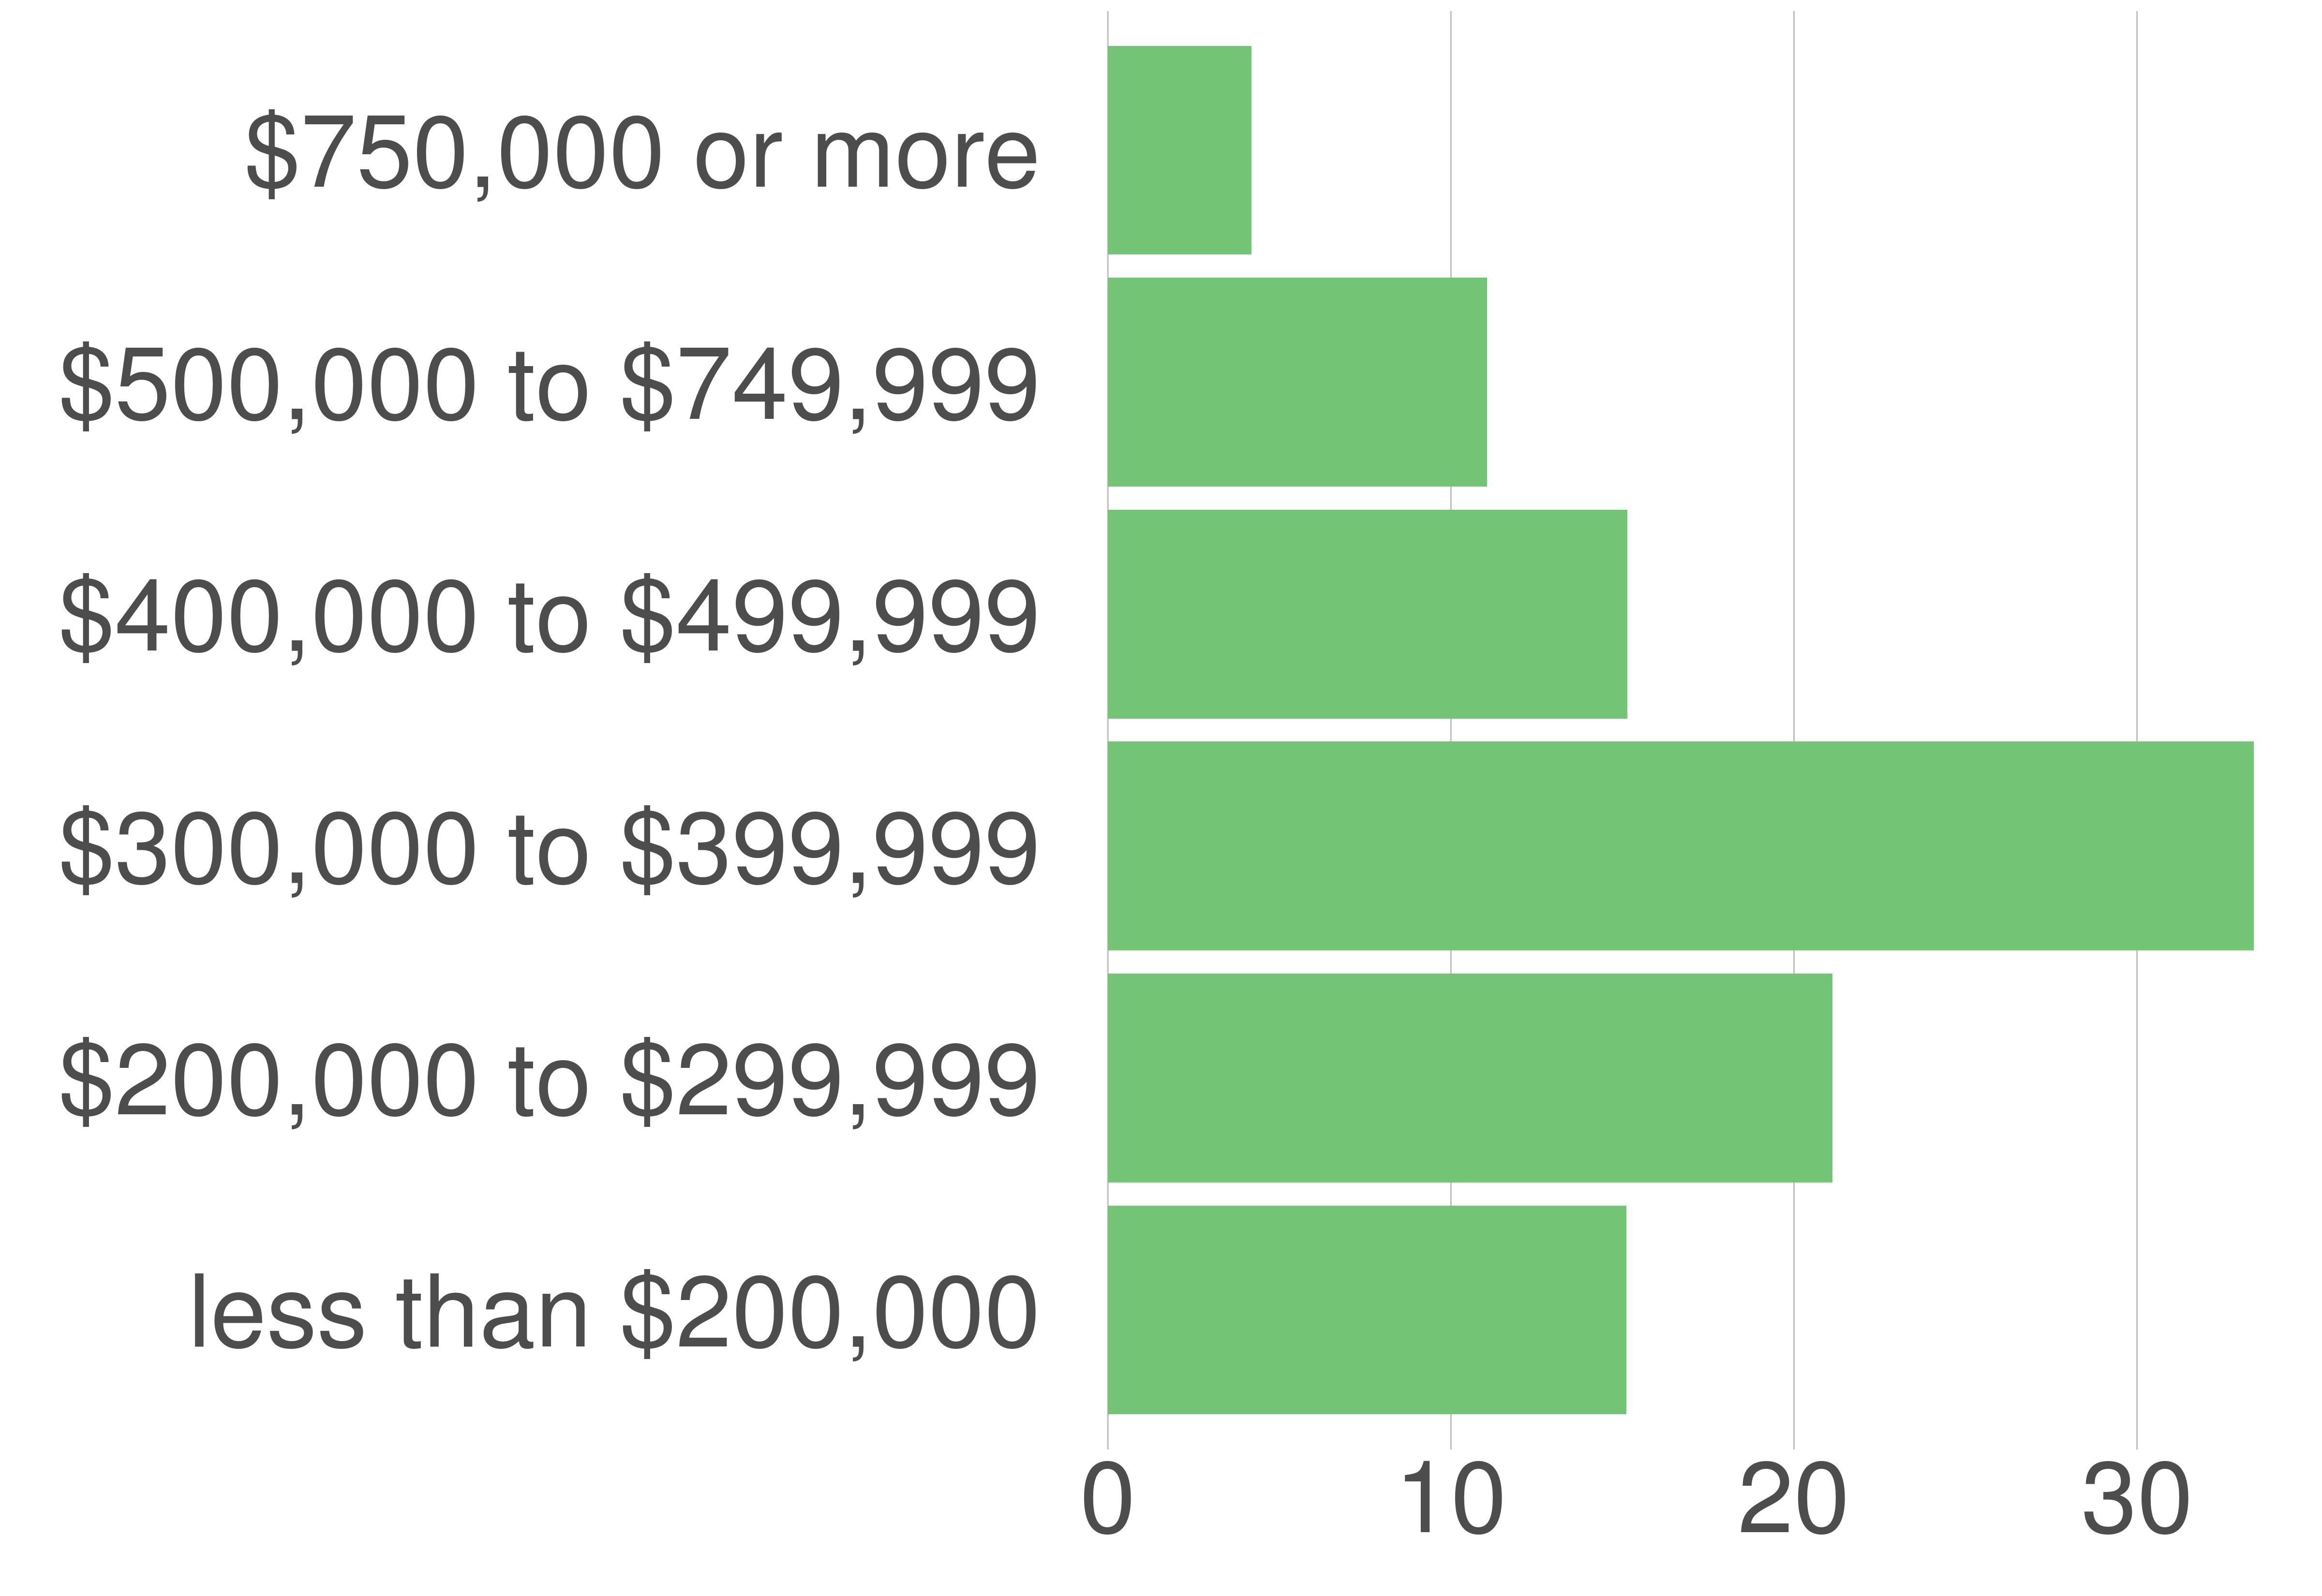 $750,000 or more
$500,000 to $749,999
$400,000 to $499,999
$300,000 to $399,999
$200,000 to $299,999
less than $200,000
0 10 20 30